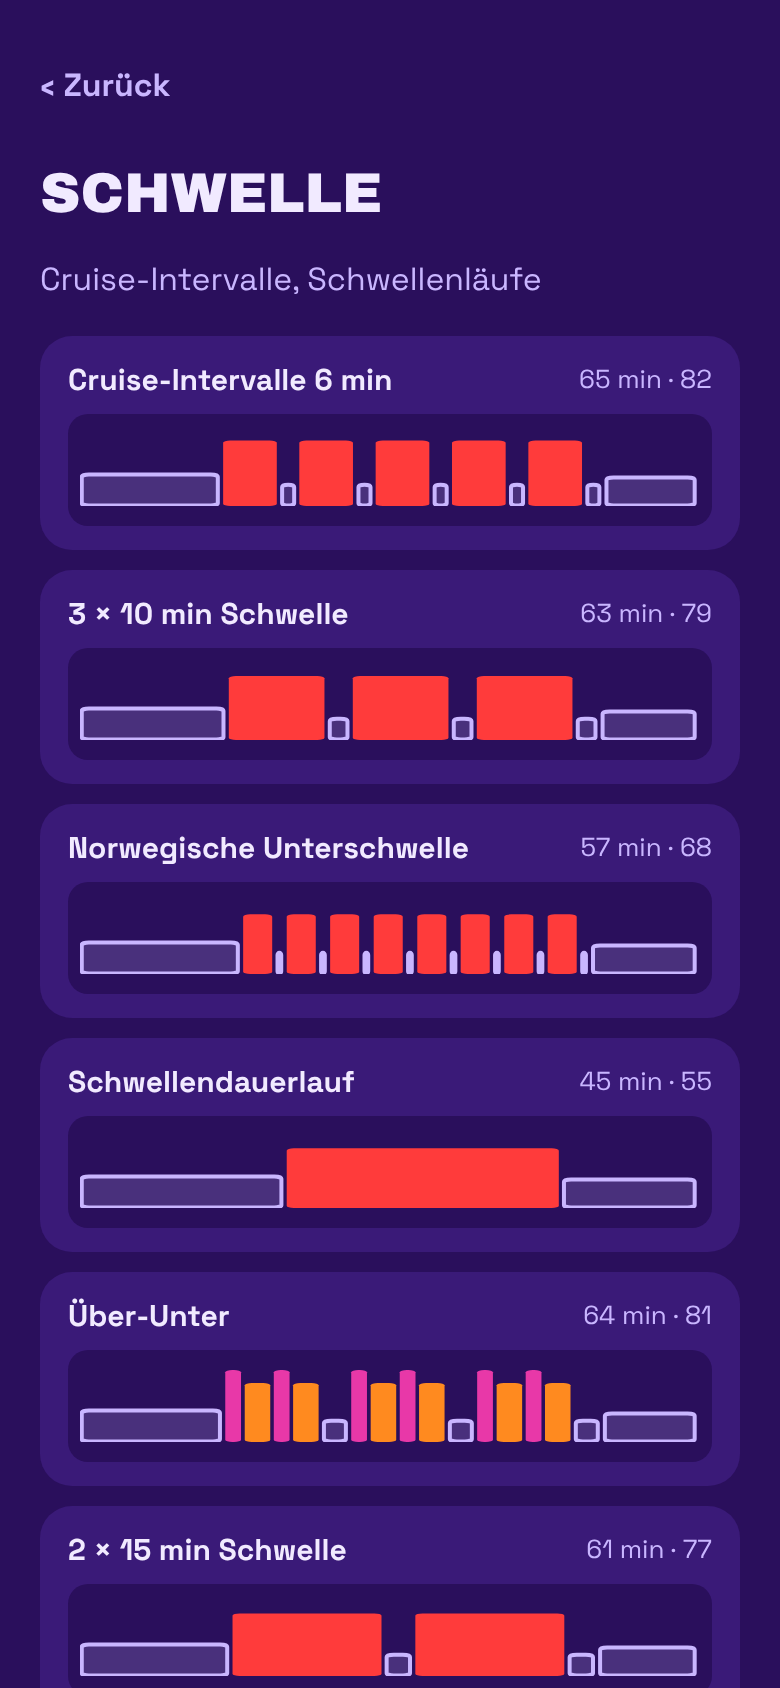 < Zurück
SCHWELLE
Cruise-Intervalle, Schwellenläufe
Cruise-Intervalle 6 min 65 min · 82
3 × 10 min Schwelle 63 min · 79
Norwegische Unterschwelle 57 min · 68
Schwellendauerlauf 45 min · 55
Über-Unter 64 min · 81
2 × 15 min Schwelle 61 min · 77